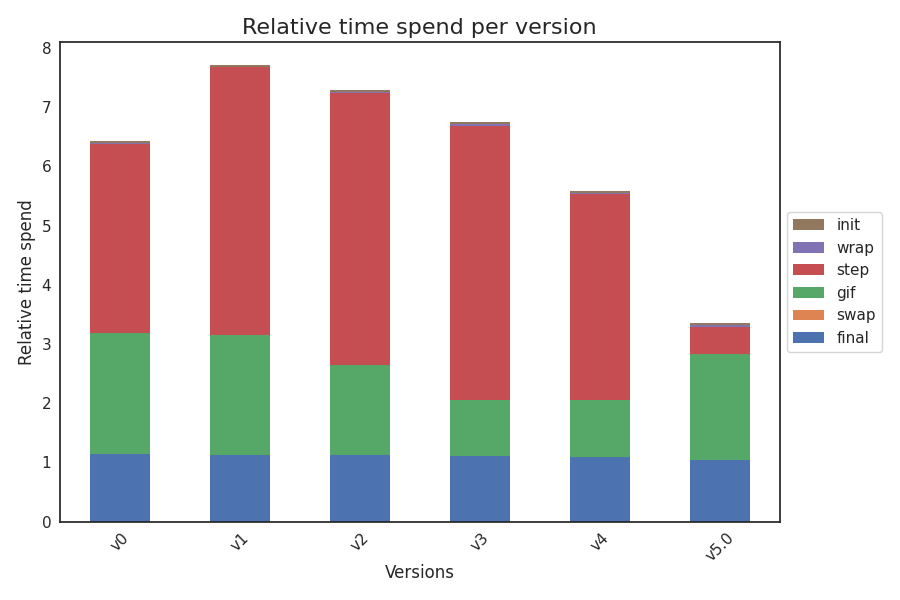 Relative time spend per version
Relative time spend
8
7
6
5
4
3
2
1
0
v0
v1
v2
v3
v4
v5.0
Versions
init
wrap
step
gif
swap
final